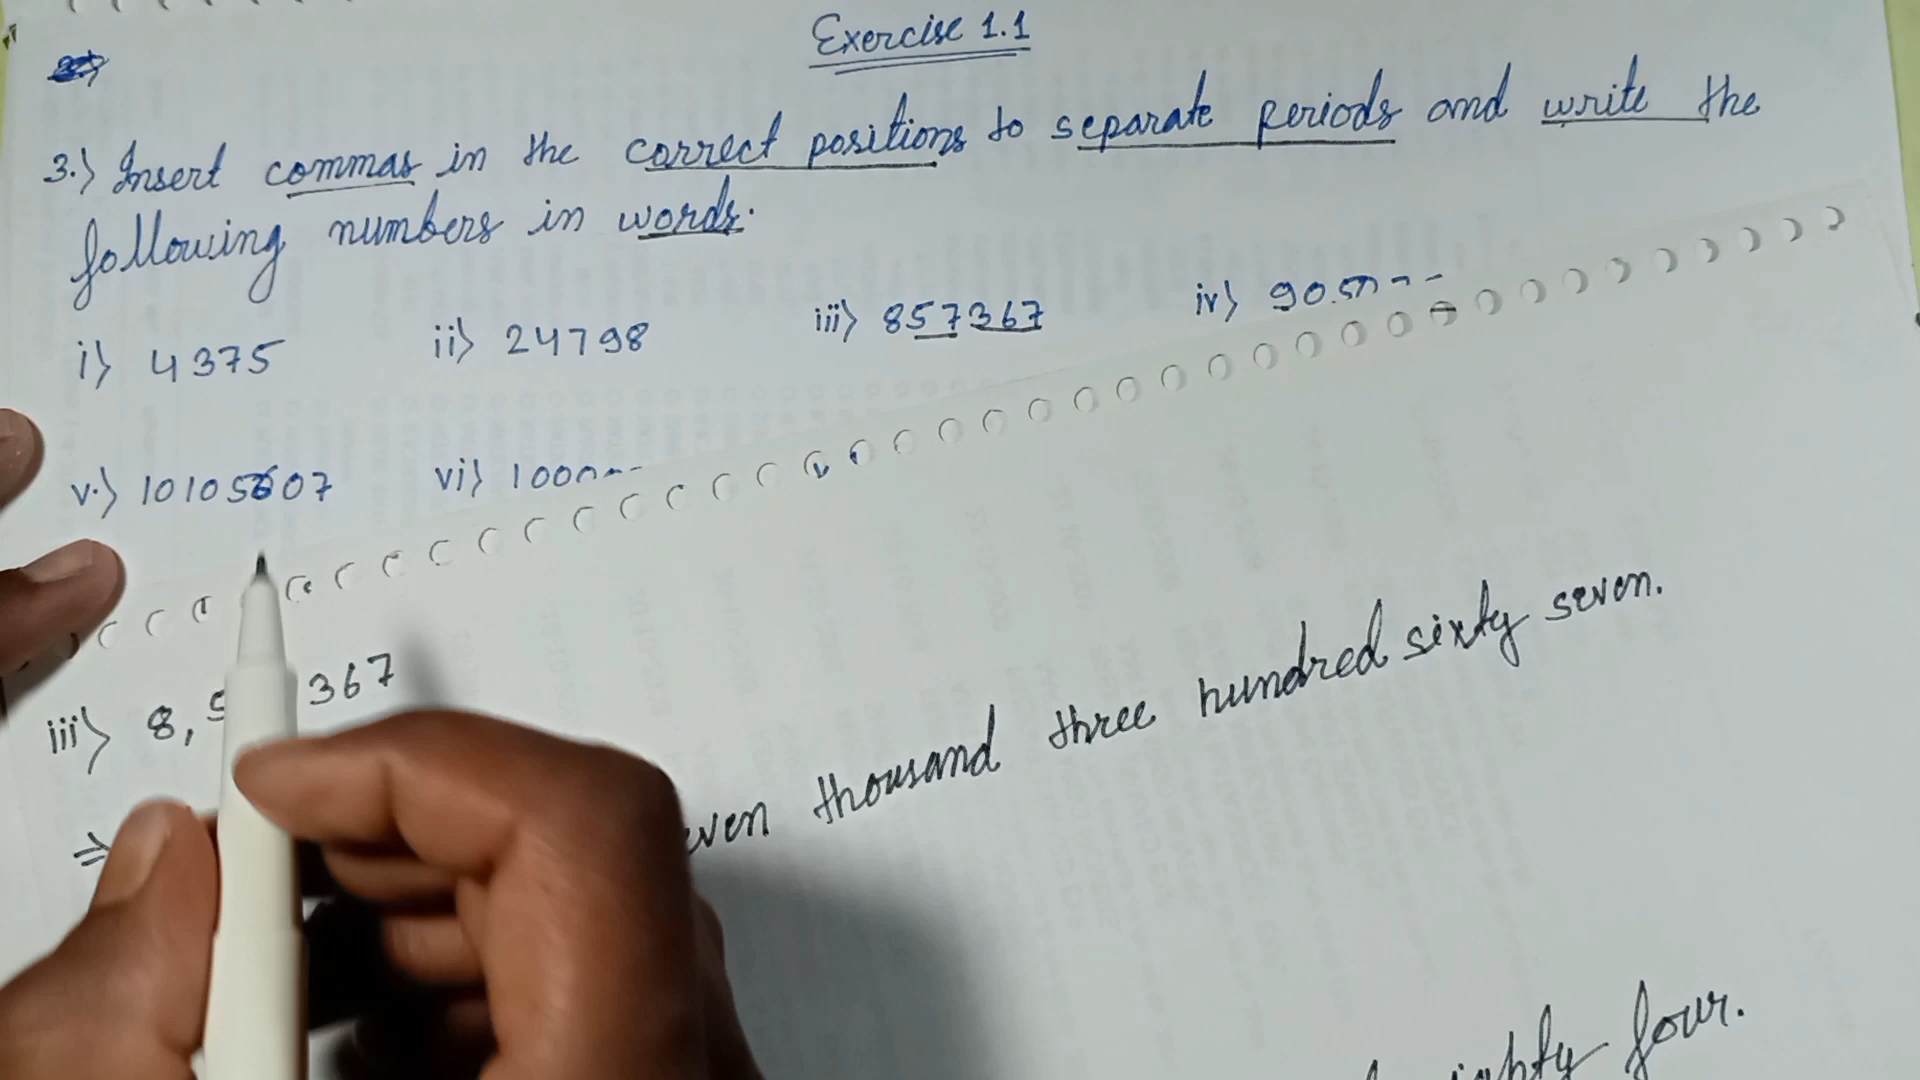 Exercise 1.1
3.) Insert commas in the correct positions to separate periods and write the
following numbers in words.
i) 4375 ii) 24798 iii) 857367 iv)
v.) 10105607 vi)
iii) 8, 367
⇒ thousand three hundred sixty seven.
four.